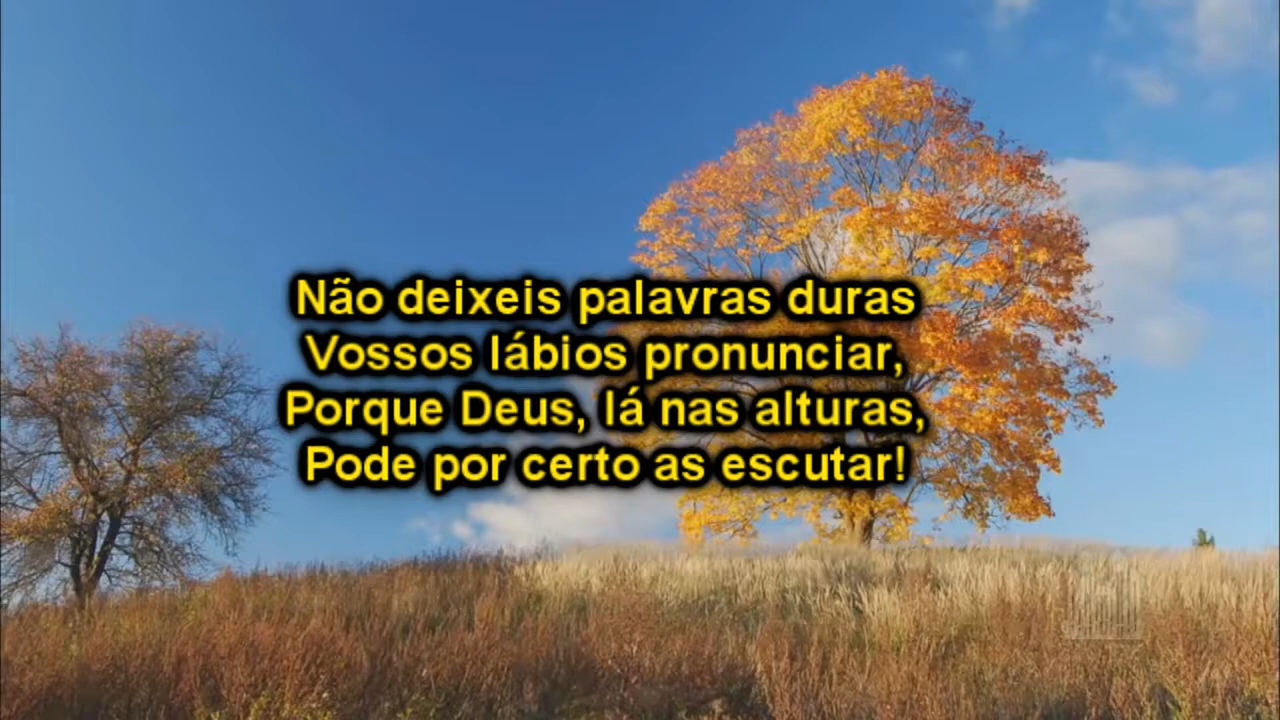 Não deixeis palavras duras
Vossos lábios pronunciar,
Porque Deus, lá nas alturas,
Pode por certo as escutar!